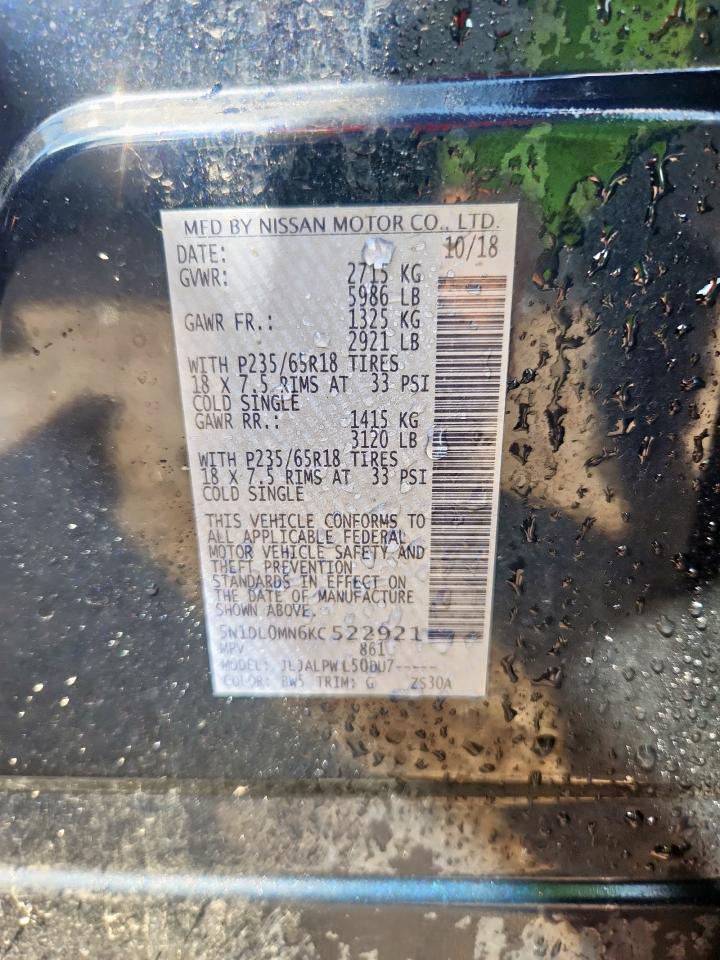 MFD BY NISSAN MOTOR CO., LTD.
DATE: 10/18
GVWR: 2715 KG
5986 LB
GAWR FR.: 1325 KG
2921 LB
WITH P235/65R18 TIRES
18 X 7.5 RIMS AT 33 PSI
COLD SINGLE
GAWR RR.: 1415 KG
3120 LB
WITH P235/65R18 TIRES
18 X 7.5 RIMS AT 33 PSI
COLD SINGLE
THIS VEHICLE CONFORMS TO
ALL APPLICABLE FEDERAL
MOTOR VEHICLE SAFETY AND
THEFT PREVENTION
STANDARDS IN EFFECT ON
THE DATE OF MANUFACTURE
SHOWN ABOVE.
5N1DL0MN6KC522921
MPV 861
MODEL: JLJALPWL50DU7-----
COLOR: BW5 TRIM: G ZS30A